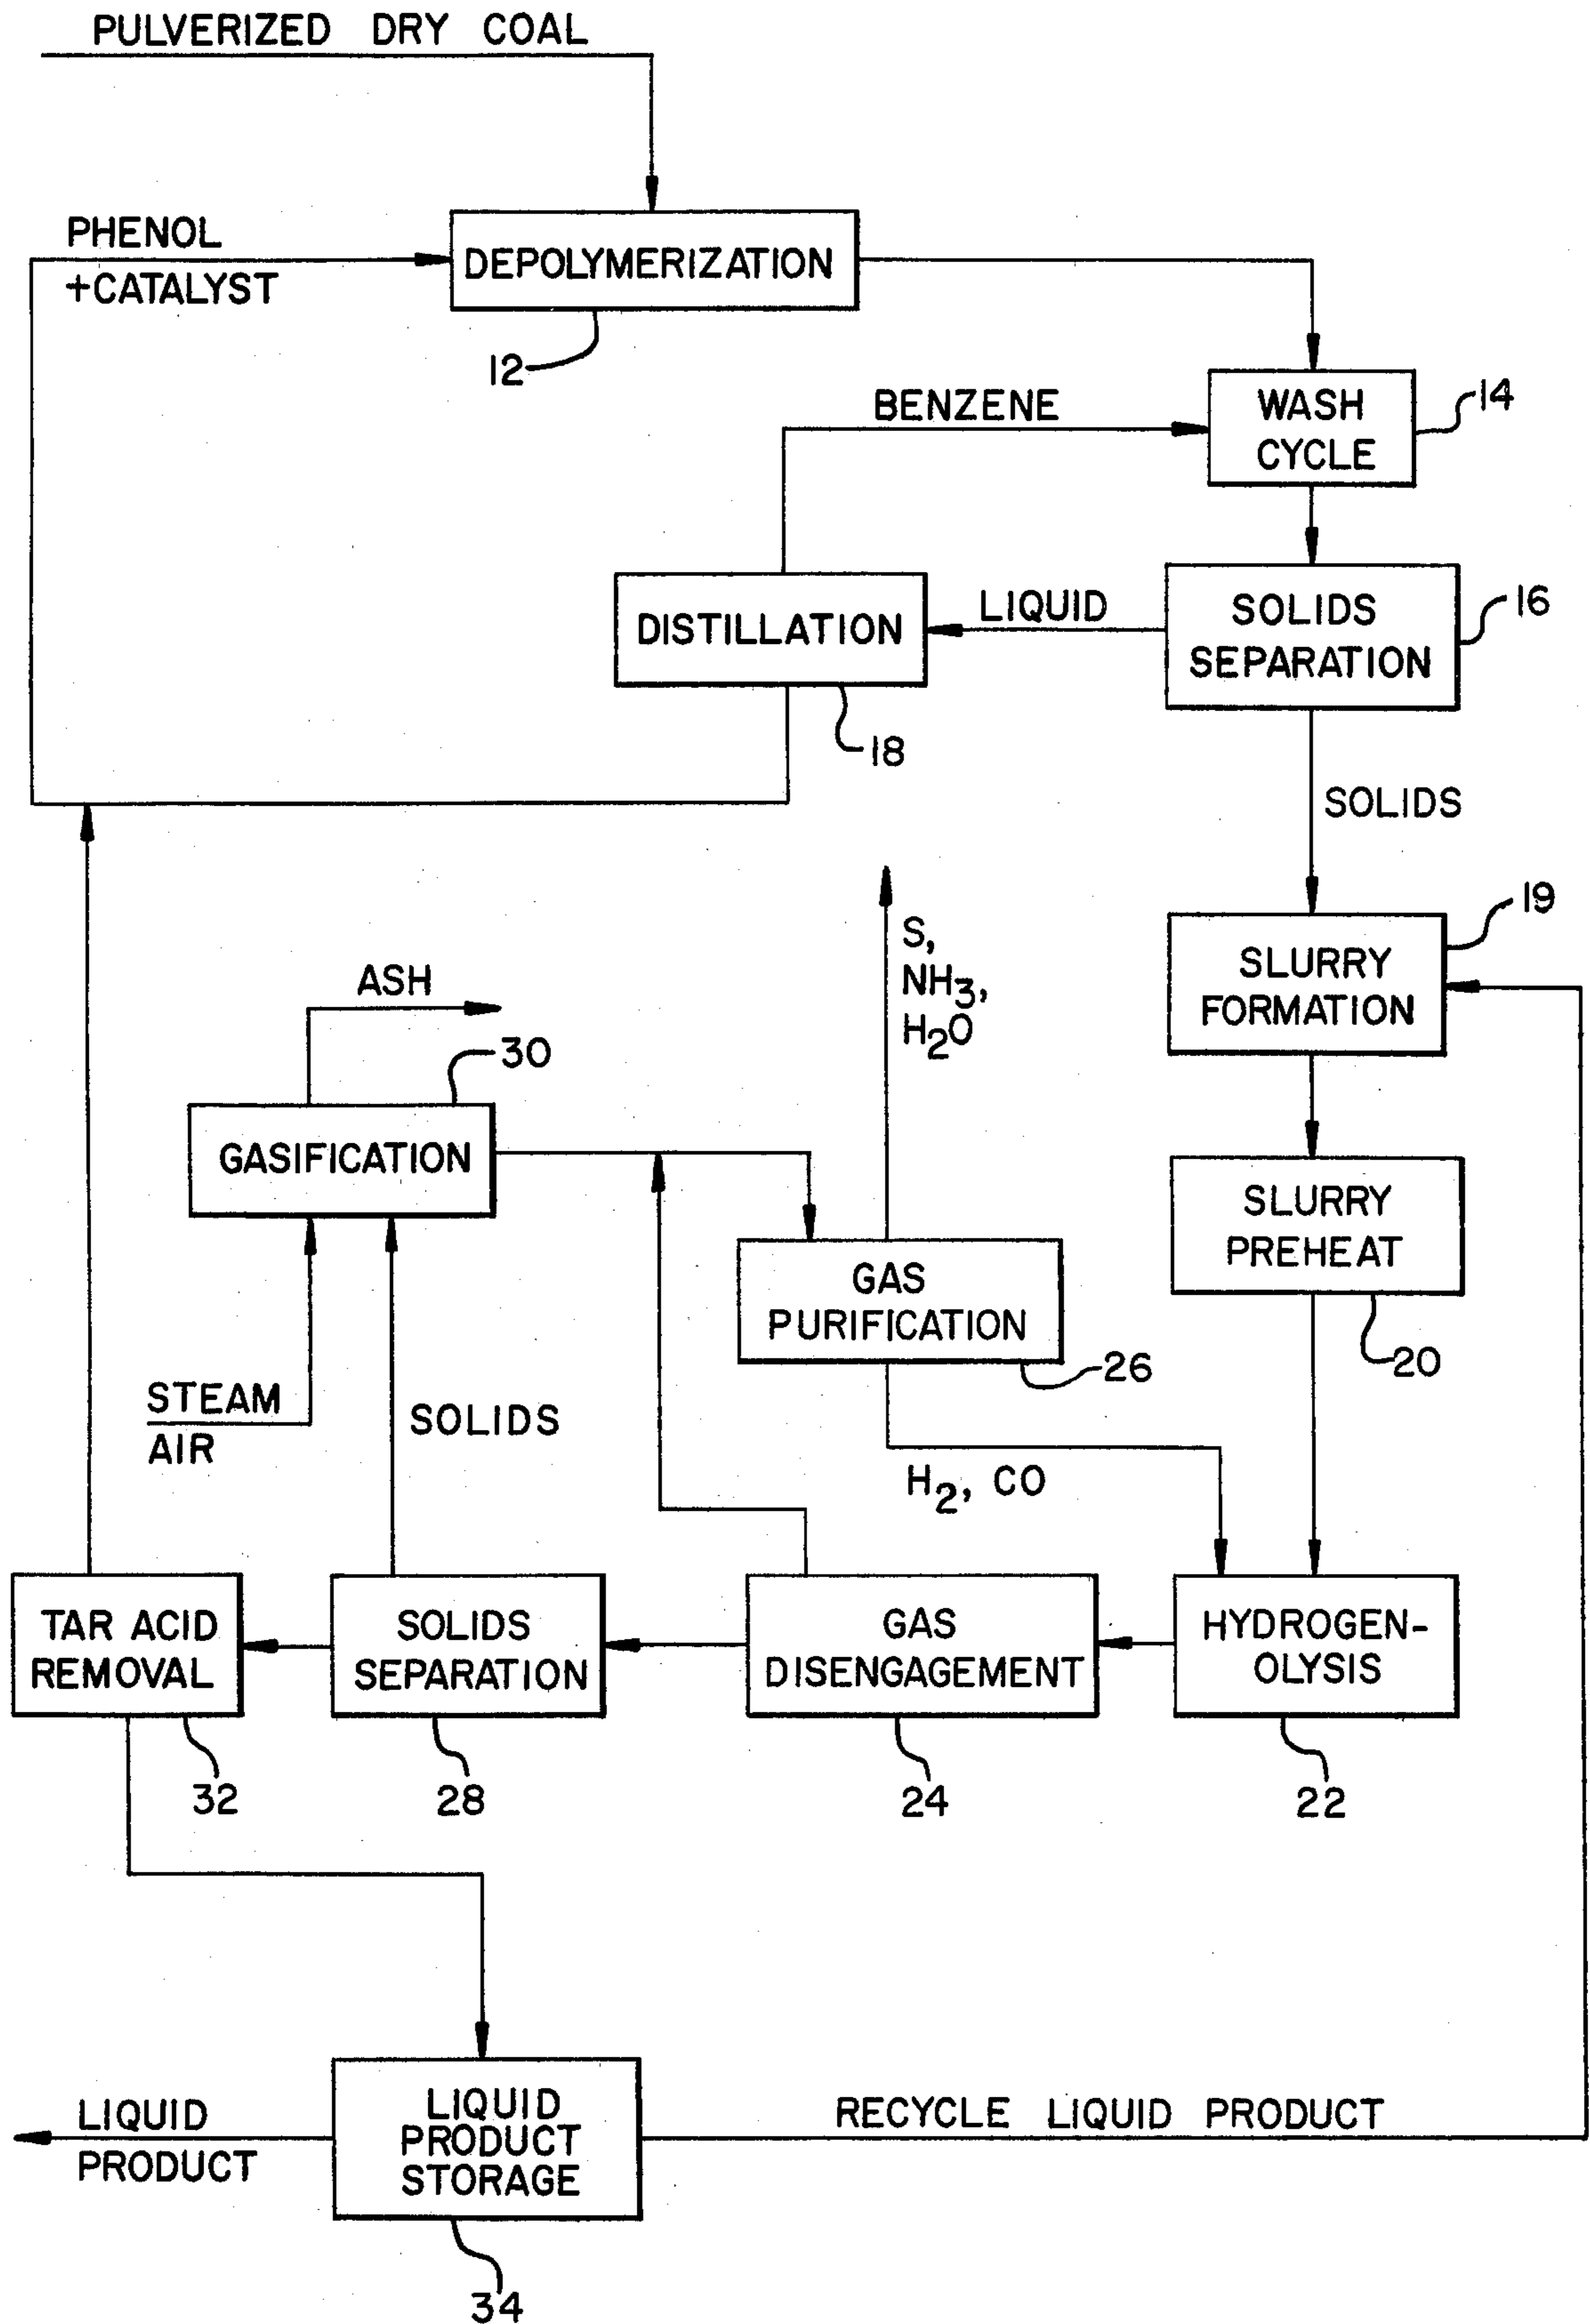 PULVERIZED DRY COAL
PHENOL
+CATALYST
DEPOLYMERIZATION
12
BENZENE
WASH
CYCLE
14
DISTILLATION
18
LIQUID
SOLIDS
SEPARATION
16
SOLIDS
SLURRY
FORMATION
19
S,
NH3,
H2O
ASH
30
GASIFICATION
SLURRY
PREHEAT
20
GAS
PURIFICATION
26
STEAM
AIR
SOLIDS
H2, CO
TAR ACID
REMOVAL
32
SOLIDS
SEPARATION
28
GAS
DISENGAGEMENT
24
HYDROGEN-
OLYSIS
22
LIQUID
PRODUCT
LIQUID
PRODUCT
STORAGE
34
RECYCLE LIQUID PRODUCT